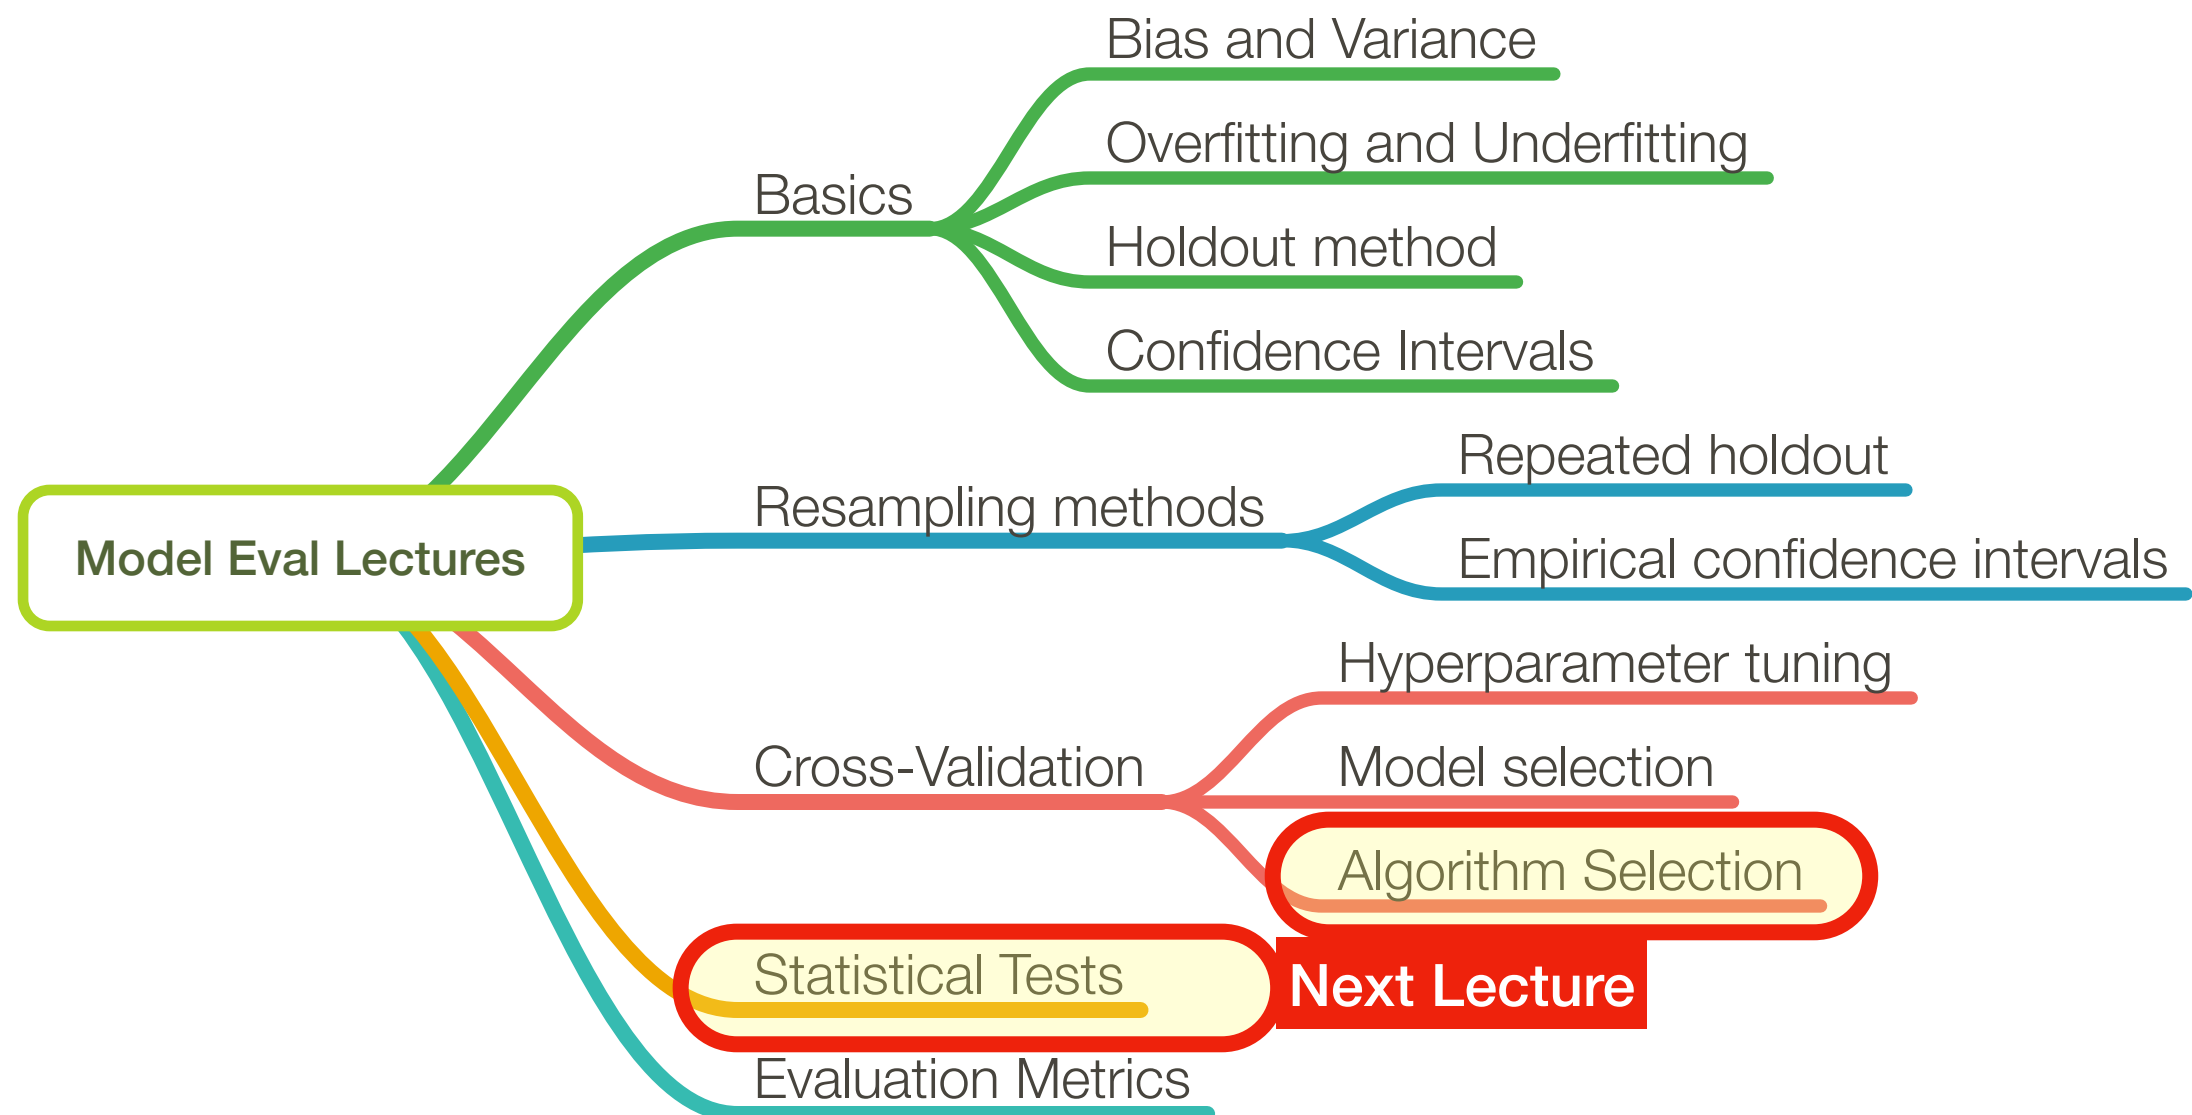 Bias and Variance
Overfitting and Underfitting
Basics
Holdout method
Confidence Intervals
Repeated holdout
Resampling methods
Empirical confidence intervals
Model Eval Lectures
Hyperparameter tuning
Cross-Validation
Model selection
Algorithm Selection
Statistical Tests
Next Lecture
Evaluation Metrics